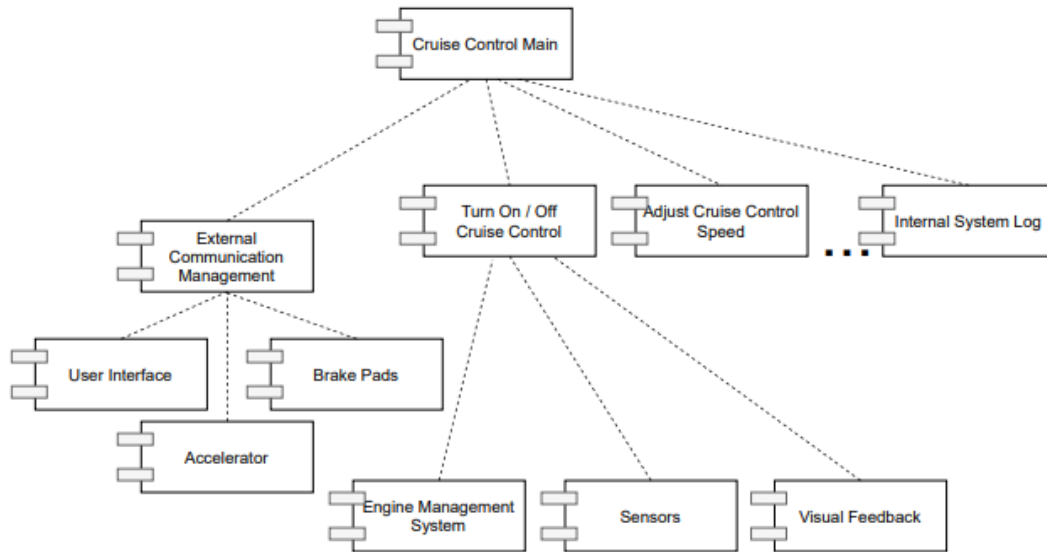 Cruise Control Main
Turn On / Off
Cruise Control
Adjust Cruise Control
Speed
...
Internal System Log
External
Communication
Management
User Interface
Brake Pads
Accelerator
Engine Management
System
Sensors
Visual Feedback